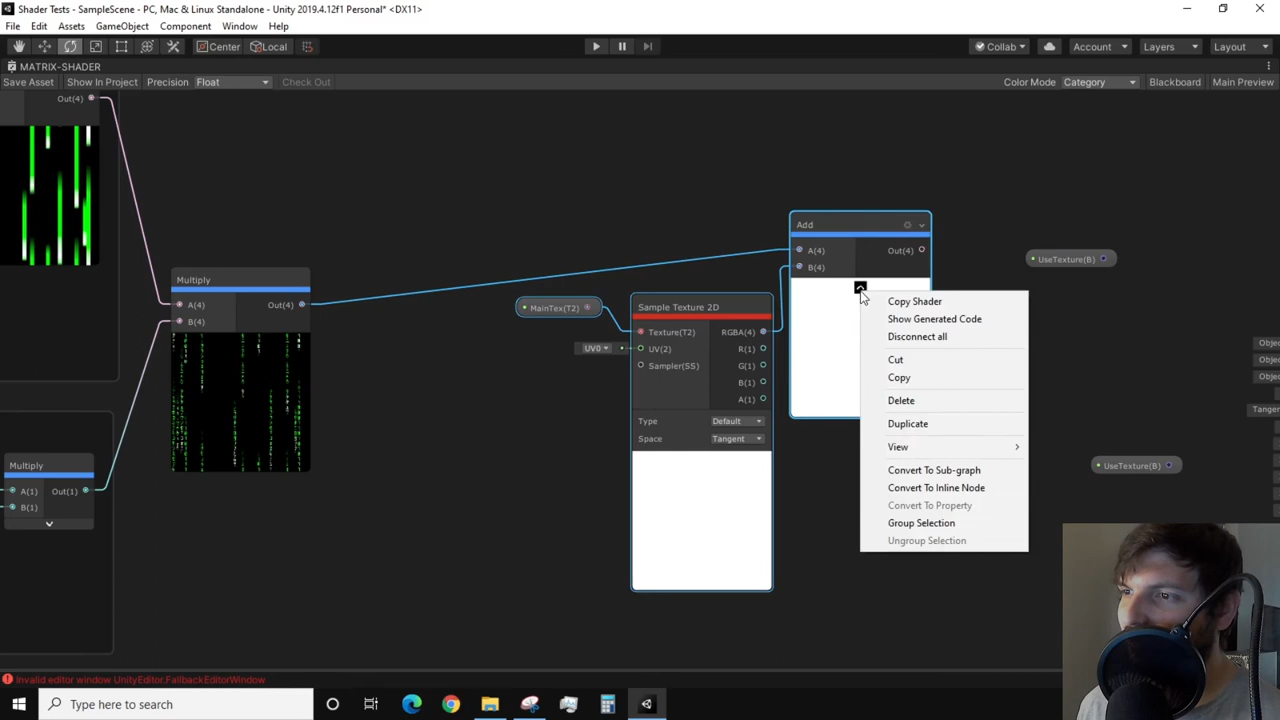 Shader Tests - SampleScene - PC, Mac & Linux Standalone - Unity 2019.4.12f1 Personal* <DX11>
File Edit Assets GameObject Component Window Help
Center Local Collab Account Layers Layout
MATRIX-SHADER
Save Asset Show In Project Precision Float Check Out Color Mode Category Blackboard Main Preview
Out(4)
Multiply
A(4) Out(4)
B(4)
Multiply
A(1) Out(1)
B(1)
MainTex(T2)
UV0
Sample Texture 2D
Texture(T2) RGBA(4)
UV(2) R(1)
Sampler(SS) G(1)
B(1)
A(1)
Type Default
Space Tangent
Add
A(4) Out(4)
B(4)
UseTexture(B)
Copy Shader
Show Generated Code
Disconnect all
Cut
Copy
Delete
Duplicate
View
Convert To Sub-graph
Convert To Inline Node
Convert To Property
Group Selection
Ungroup Selection
Objec
Objec
Objec
Tangen
UseTexture(B)
Invalid editor window UnityEditor.FallbackEditorWindow
Type here to search